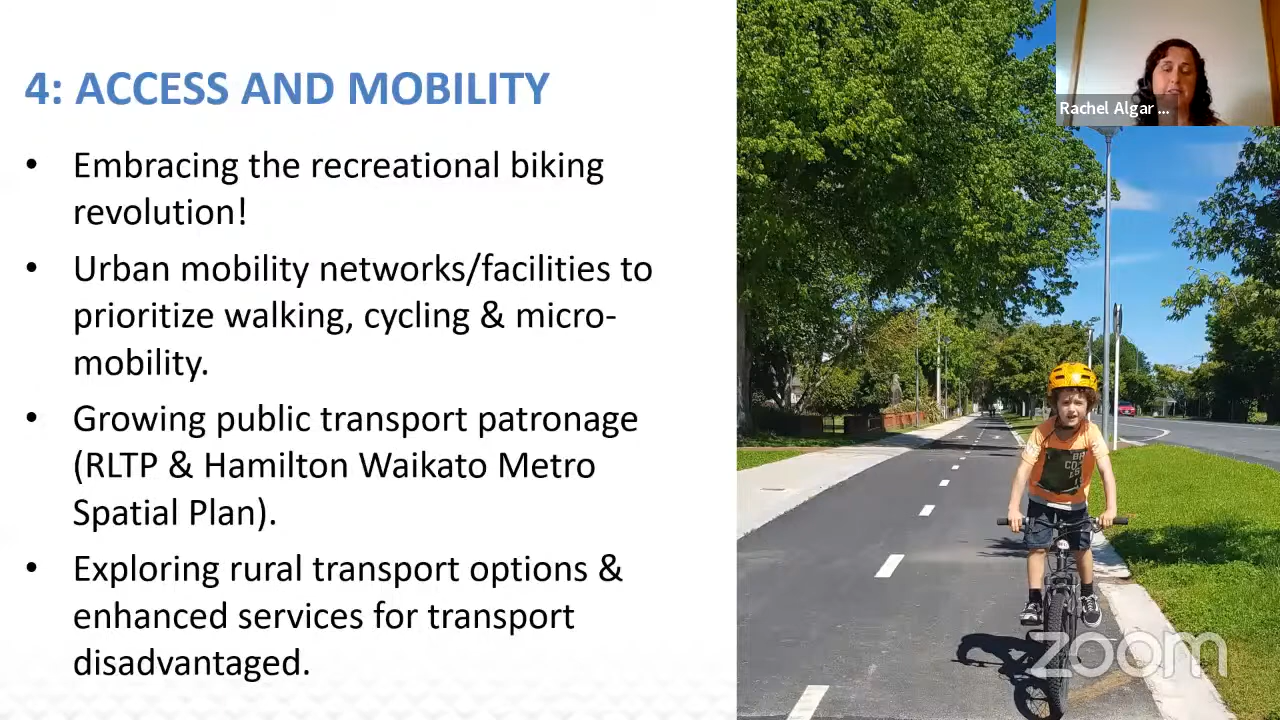 4: ACCESS AND MOBILITY
• Embracing the recreational biking
revolution!
• Urban mobility networks/facilities to
prioritize walking, cycling & micro-
mobility.
• Growing public transport patronage
(RLTP & Hamilton Waikato Metro
Spatial Plan).
• Exploring rural transport options &
enhanced services for transport
disadvantaged.
Rachel Algar ...
zoom